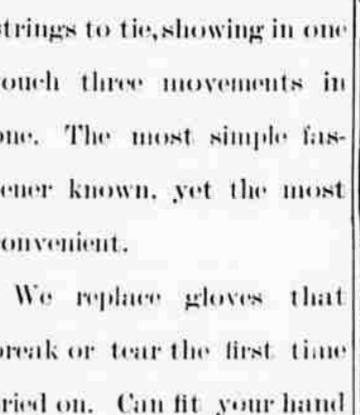 strings to tie, showing in one
touch three movements in
one. The most simple fas-
tener known, yet the most
convenient.
We replace gloves that
break or tear the first time
tried on. Can fit your hand